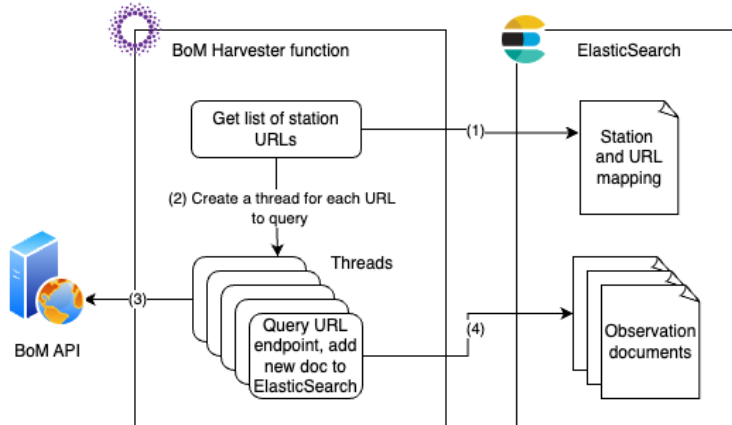 BoM Harvester function
ElasticSearch
Get list of station
URLs
(1)
Station
and URL
mapping
(2) Create a thread for each URL
to query
Threads
(3)
BoM API
Query URL
endpoint, add
new doc to
ElasticSearch
(4)
Observation
documents